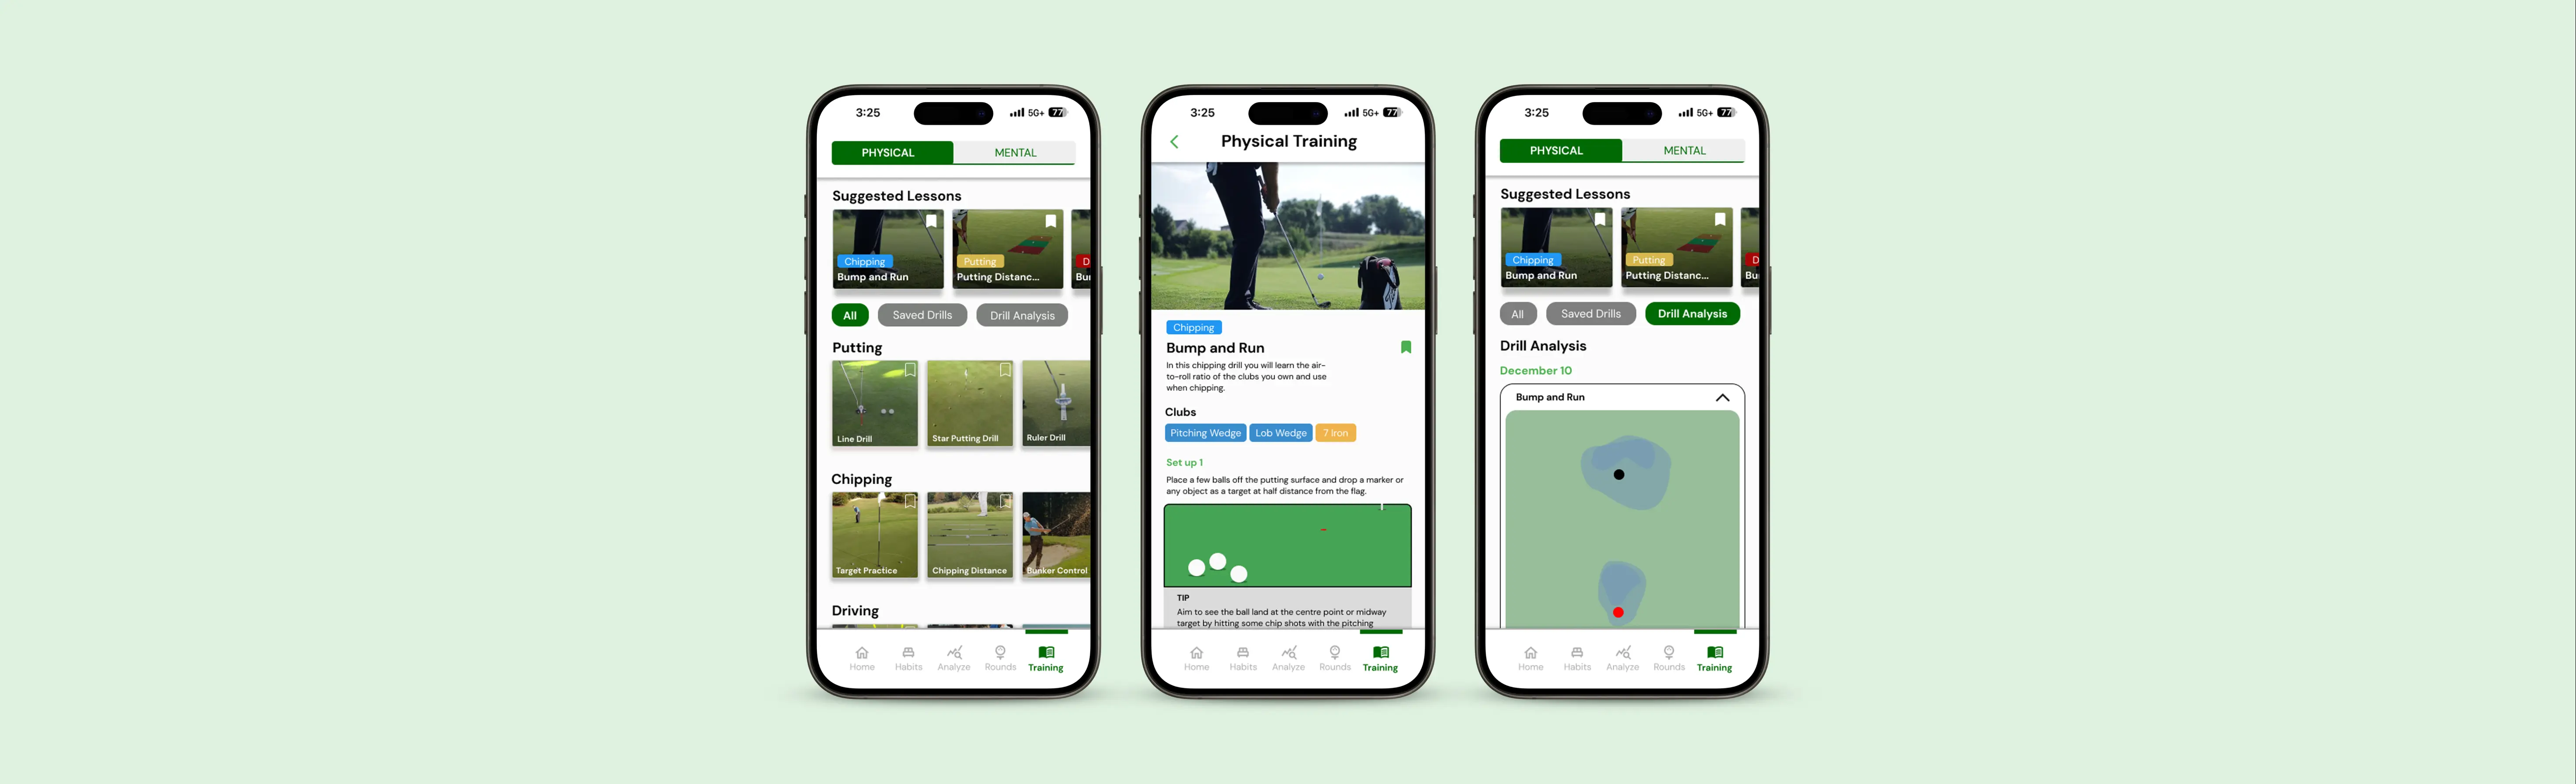 3:25
5G+ 77
PHYSICAL MENTAL
Suggested Lessons
Chipping
Bump and Run
Putting
Putting Distanc...
D
Bu
All Saved Drills Drill Analysis
Putting
Line Drill
Star Putting Drill
Ruler Drill
Chipping
Target Practice
Chipping Distance
Bunker Control
Driving
Home Habits Analyze Rounds Training
3:25
5G+ 77
Physical Training
Chipping
Bump and Run
In this chipping drill you will learn the air-
to-roll ratio of the clubs you own and use
when chipping.
Clubs
Pitching Wedge Lob Wedge 7 Iron
Set up 1
Place a few balls off the putting surface and drop a marker or
any object as a target at half distance from the flag.
TIP
Aim to see the ball land at the centre point or midway
target by hitting some chip shots with the pitching
Home Habits Analyze Rounds Training
3:25
5G+ 77
PHYSICAL MENTAL
Suggested Lessons
Chipping
Bump and Run
Putting
Putting Distanc...
D
Bu
All Saved Drills Drill Analysis
Drill Analysis
December 10
Bump and Run
Home Habits Analyze Rounds Training